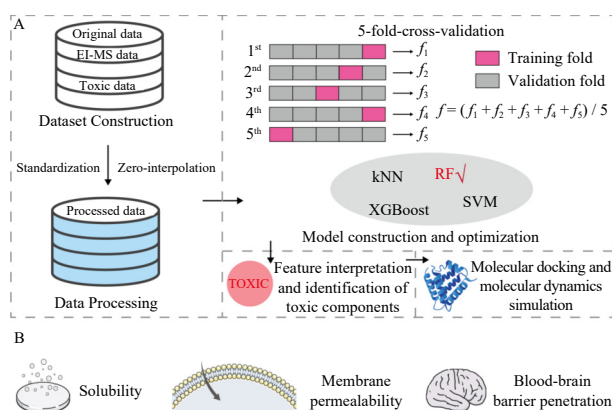 A
Original data
EI-MS data
Toxic data
Dataset Construction
Standardization
Zero-interpolation
Processed data
Data Processing
5-fold-cross-validation
1st
f1
2nd
f2
3rd
f3
4th
f4
5th
f5
Training fold
Validation fold
f = (f1 + f2 + f3 + f4 + f5) / 5
kNN
RF√
XGBoost
SVM
Model construction and optimization
TOXIC
Feature interpretation
and identification of
toxic components
Molecular docking and
molecular dynamics
simulation
B
Solubility
Membrane
permealability
Blood-brain
barrier penetration